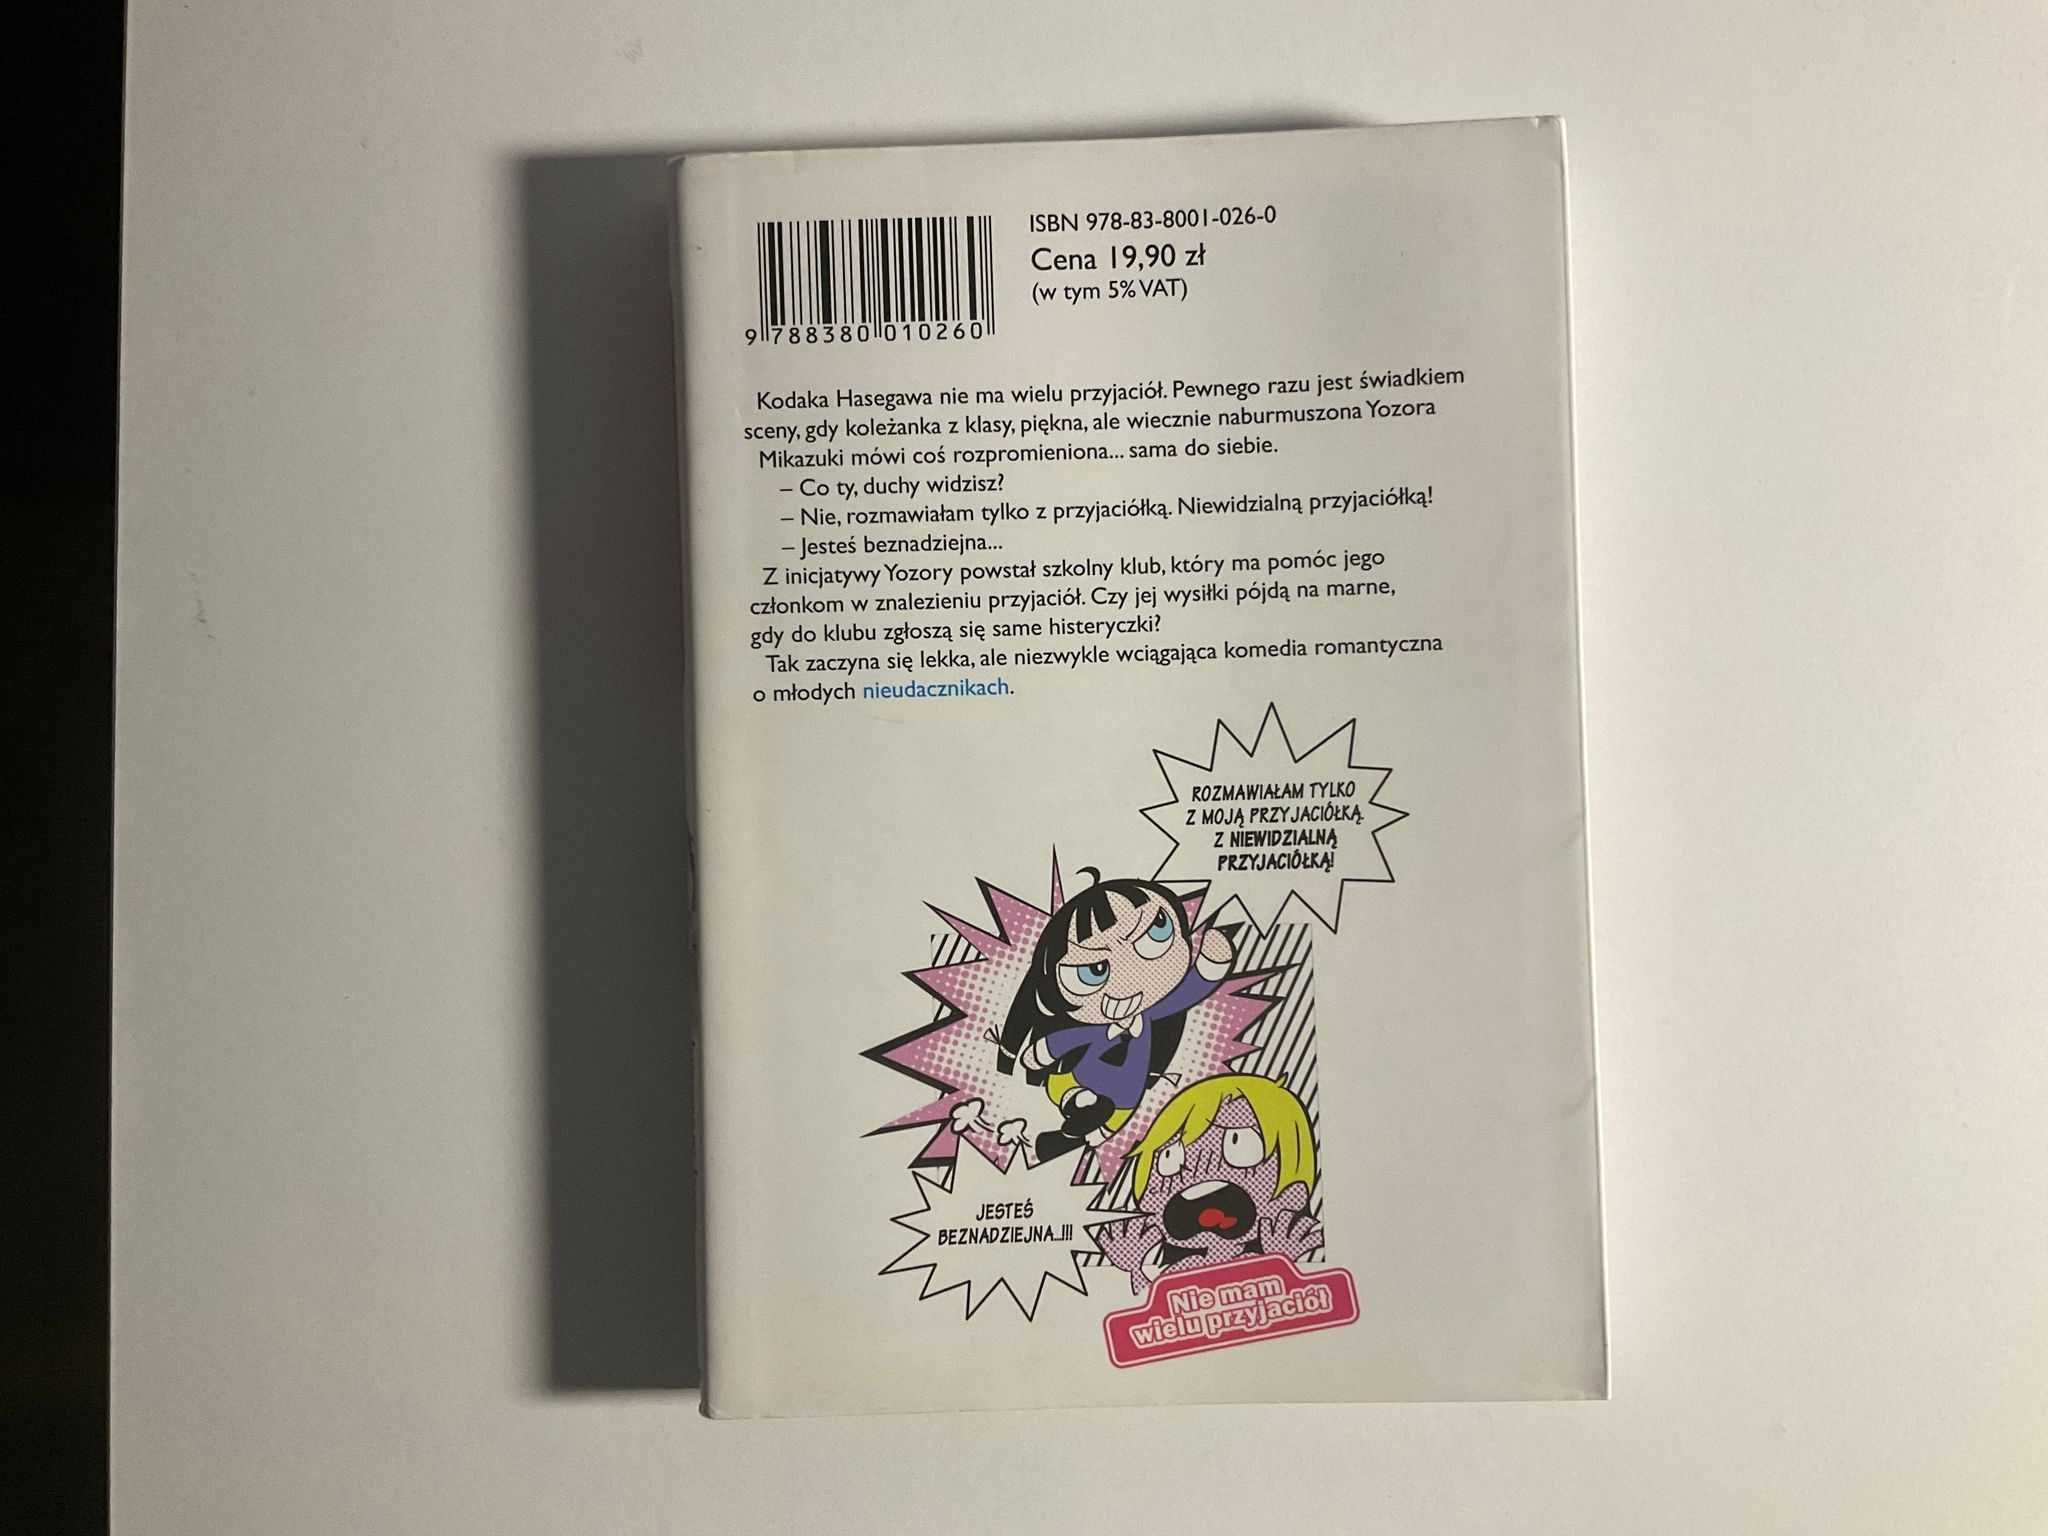 ISBN 978-83-8001-026-0
Cena 19,90 zł
(w tym 5% VAT)
9 788380 010260
Kodaka Hasegawa nie ma wielu przyjaciół. Pewnego razu jest świadkiem
sceny, gdy koleżanka z klasy, piękna, ale wiecznie naburmuszona Yozora
Mikazuki mówi coś rozpromieniona... sama do siebie.
– Co ty, duchy widzisz?
– Nie, rozmawiałam tylko z przyjaciółką. Niewidzialną przyjaciółką!
– Jesteś beznadziejna...
Z inicjatywy Yozory powstał szkolny klub, który ma pomóc jego
członkom w znalezieniu przyjaciół. Czy jej wysiłki pójdą na marne,
gdy do klubu zgłoszą się same histeryczki?
Tak zaczyna się lekka, ale niezwykle wciągająca komedia romantyczna
o młodych nieudacznikach.
ROZMAWIAŁAM TYLKO
Z MOJĄ PRZYJACIÓŁKĄ.
Z NIEWIDZIALNĄ
PRZYJACIÓŁKĄ!
JESTEŚ
BEZNADZIEJNA...!!!
Nie mam
wielu przyjaciół